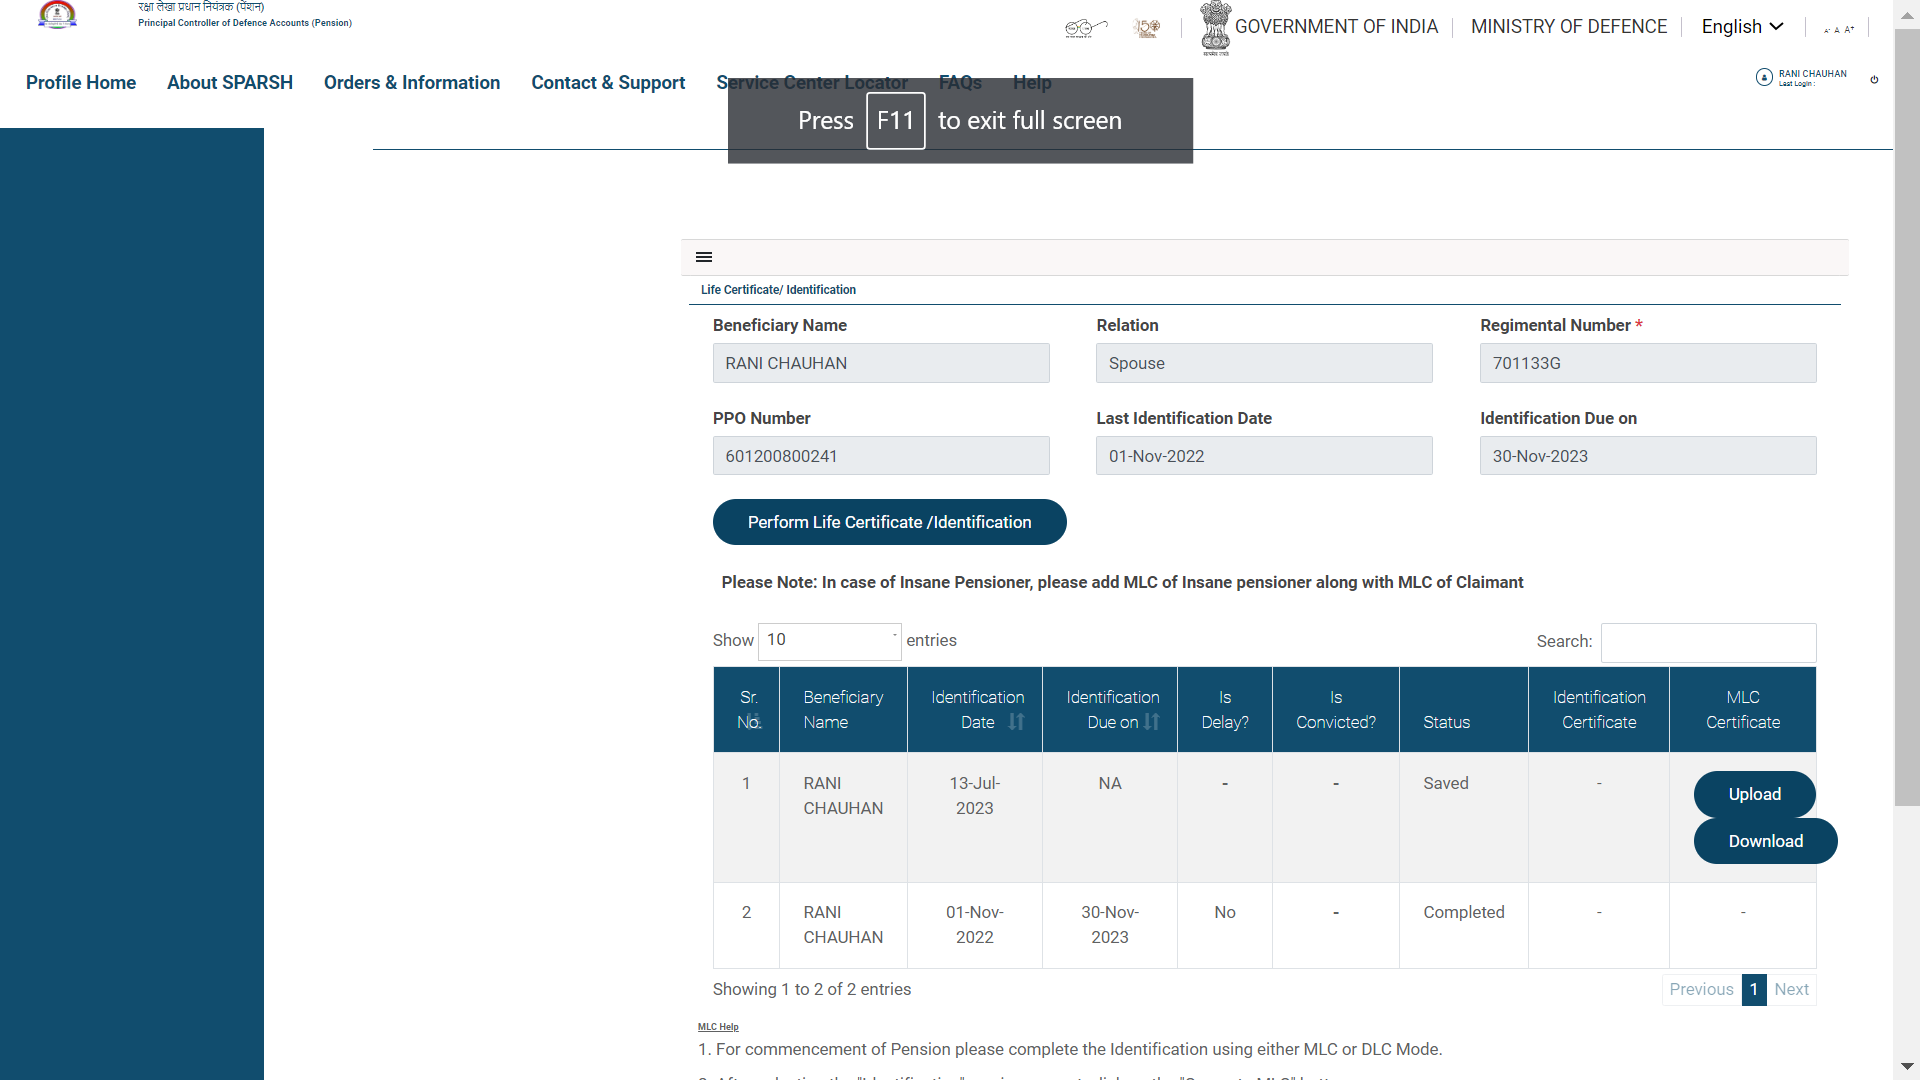 रक्षा लेखा प्रधान नियंत्रक (पेंशन)
Principal Controller of Defence Accounts (Pension)
GOVERNMENT OF INDIA
MINISTRY OF DEFENCE
English
A- A A+
Profile Home
About SPARSH
Orders & Information
Contact & Support
Service Center Locator
FAQs
Help
RANI CHAUHAN
Last Login :
Press F11 to exit full screen
Life Certificate/ Identification
Beneficiary Name
Relation
Regimental Number *
RANI CHAUHAN
Spouse
701133G
PPO Number
Last Identification Date
Identification Due on
601200800241
01-Nov-2022
30-Nov-2023
Perform Life Certificate /Identification
Please Note: In case of Insane Pensioner, please add MLC of Insane pensioner along with MLC of Claimant
Show 10 entries
Search:
Sr. No.
Beneficiary Name
Identification Date
Identification Due on
Is Delay?
Is Convicted?
Status
Identification Certificate
MLC Certificate
1
RANI CHAUHAN
13-Jul-2023
NA
-
-
Saved
-
Upload
Download
2
RANI CHAUHAN
01-Nov-2022
30-Nov-2023
No
-
Completed
-
-
Showing 1 to 2 of 2 entries
Previous 1 Next
MLC Help
1. For commencement of Pension please complete the Identification using either MLC or DLC Mode.